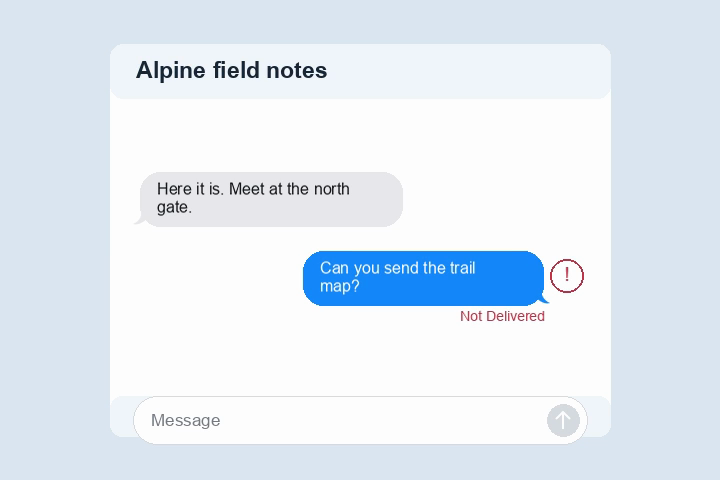 Alpine field notes
Here it is. Meet at the north
gate.
Can you send the trail
map?
!
Not Delivered
Message